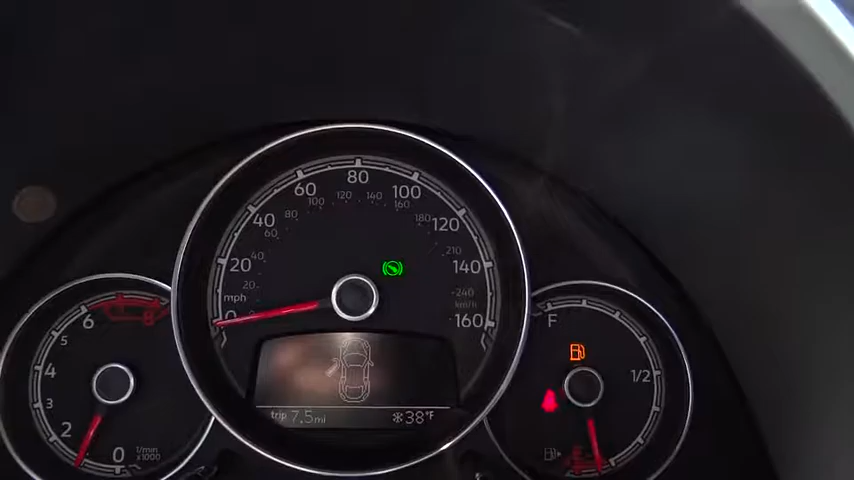 80
60 100
120 140
100 160
80 180
40 120
60
40 210
20 140
20
mph 240
km/h
0 160
6 8
5
4
3
2
0 1/min
x1000
F
1/2
trip 7.5mi 38°F